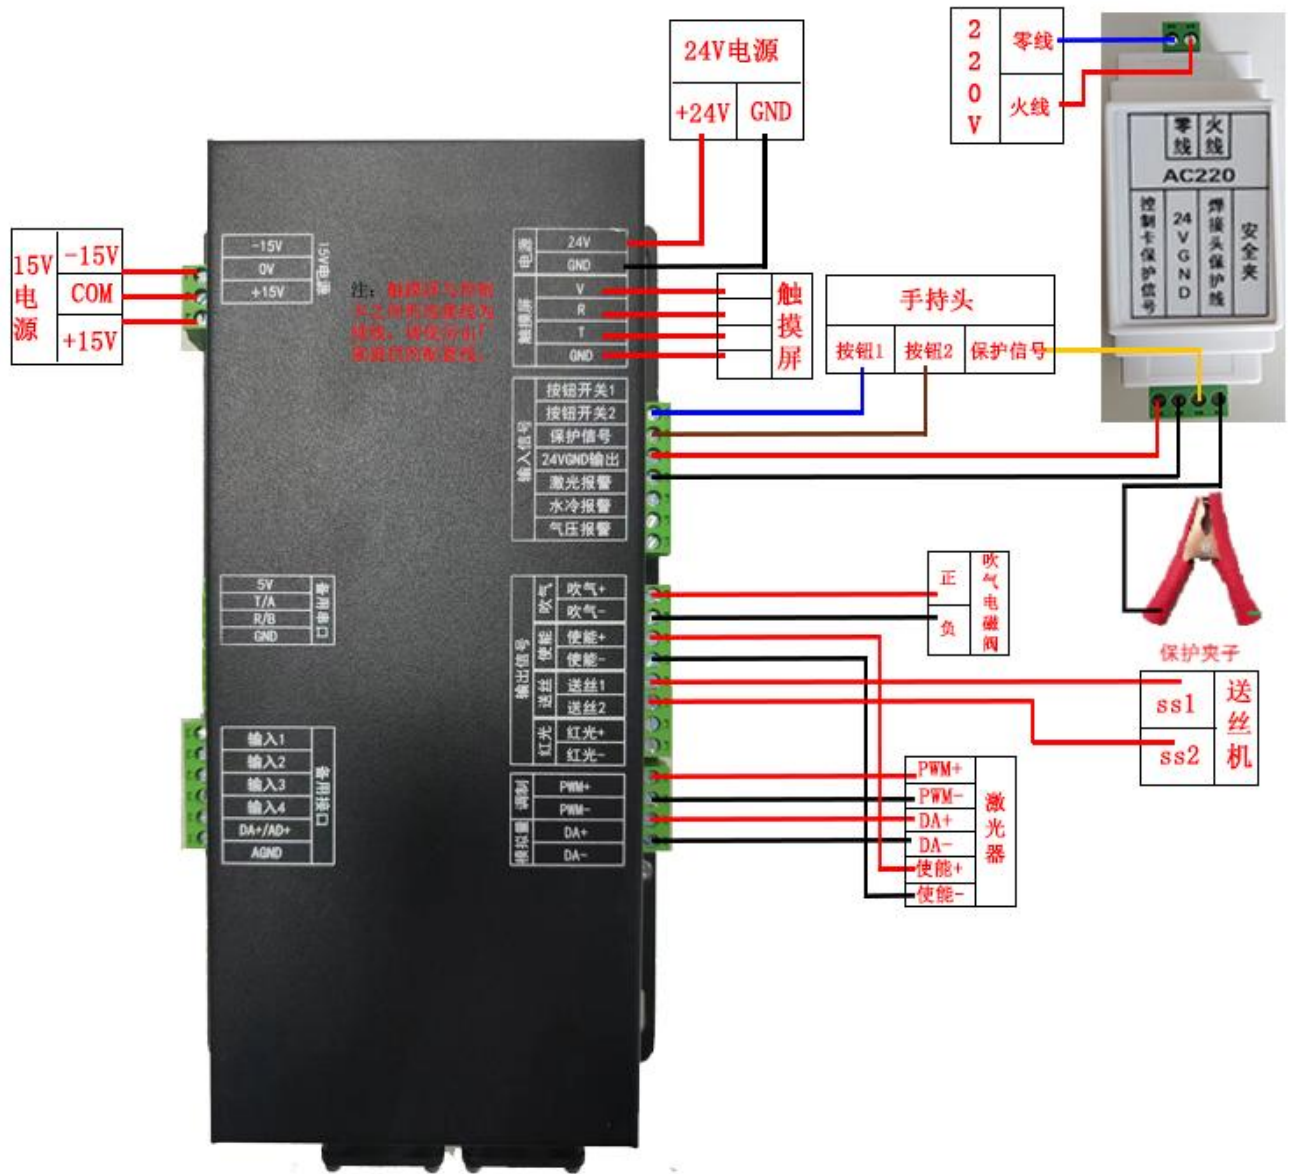 24V电源
+24V
GND
220V
零线
火线
零线
火线
AC220
控制卡保护信号
24VGND
焊接头保护线
安全夹
15V电源
-15V
COM
+15V
-15V
0V
+15V
15V电源
注：触摸屏与控制
电源
24V
GND
触摸屏
V
R
T
GND
触摸屏
手持头
按钮1
按钮2
保护信号
输入信号
按钮开关1
按钮开关2
保护信号
24VGND输出
激光报警
水冷报警
气压报警
保护夹子
5V
T/A
R/B
GND
备用串口
输出信号
吹气
吹气+
吹气-
使能
使能+
使能-
送丝
送丝1
送丝2
红光
红光+
红光-
正
负
吹气电磁阀
ss1
ss2
送丝机
输入1
输入2
输入3
输入4
DA+/AD+
AGND
备用接口
调制
PWM+
PWM-
模拟量
DA+
DA-
PWM+
PWM-
DA+
DA-
使能+
使能-
激光器